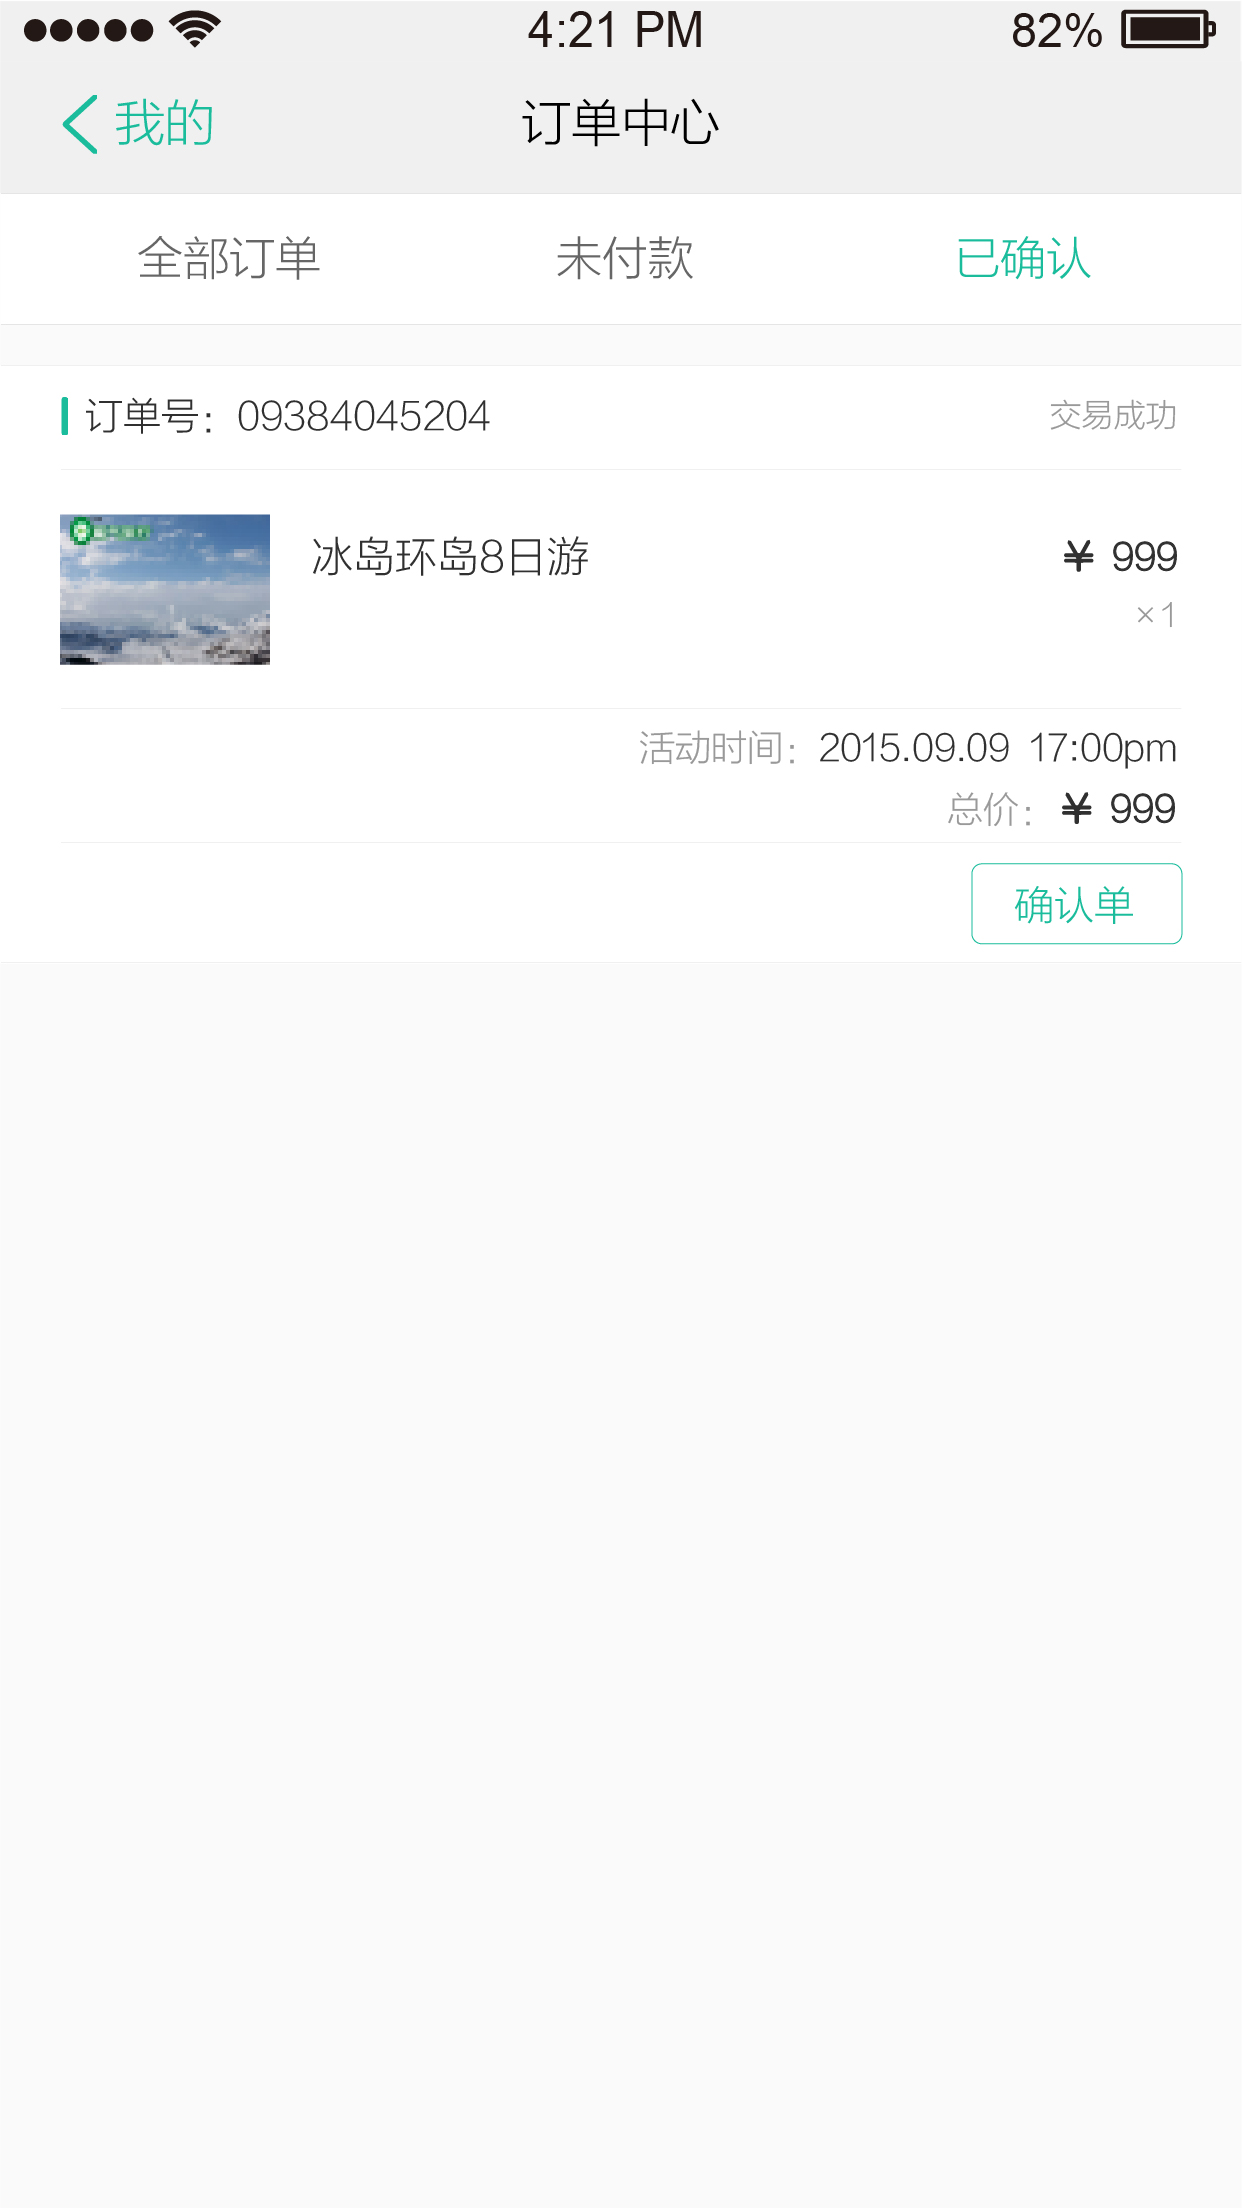 4:21 PM 82%
我的 订单中心
全部订单 未付款 已确认
订单号：09384045204 交易成功
冰岛环岛8日游 ¥ 999
×1
活动时间：2015.09.09 17:00pm
总价：¥ 999
确认单